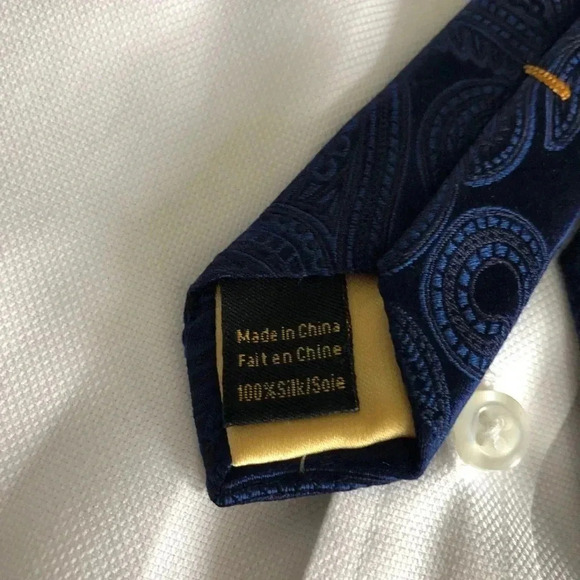 Made in China
Fait en Chine
100%Silk/Soie